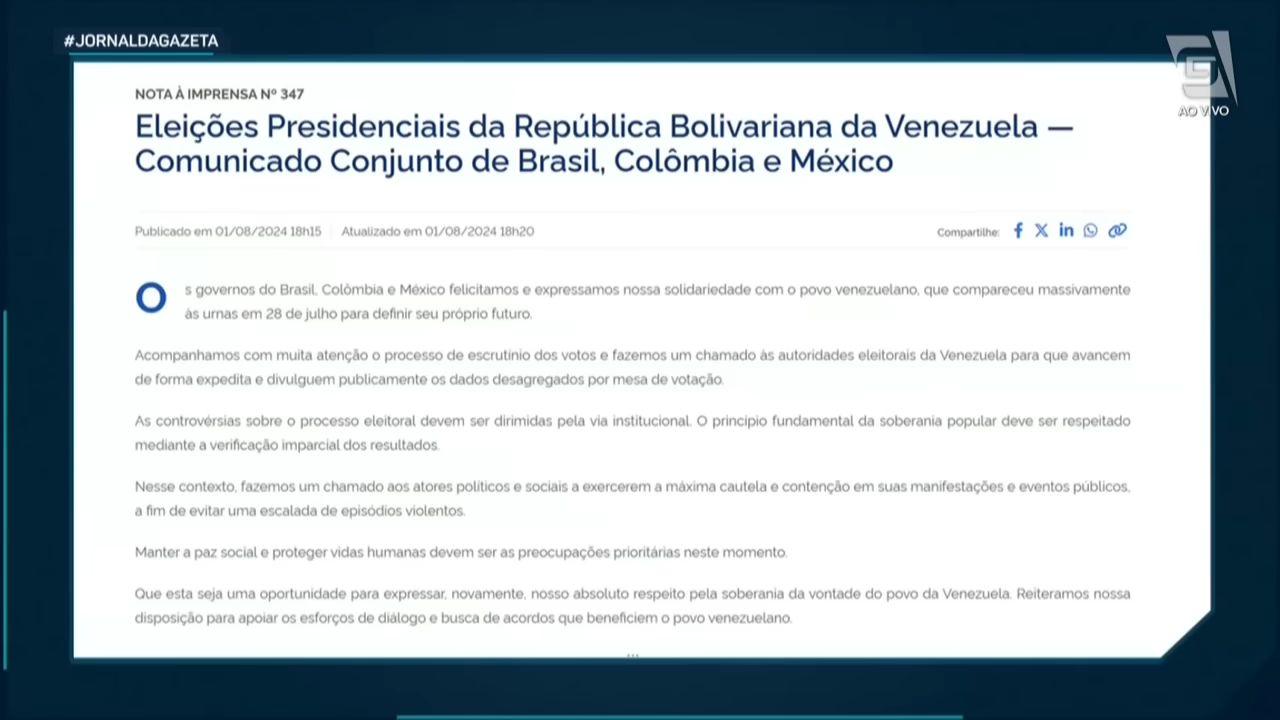 #JORNALDAGAZETA
AO VIVO
NOTA À IMPRENSA Nº 347
Eleições Presidenciais da República Bolivariana da Venezuela —
Comunicado Conjunto de Brasil, Colômbia e México
Publicado em 01/08/2024 18h15 Atualizado em 01/08/2024 18h20
Compartilhe:
Os governos do Brasil, Colômbia e México felicitamos e expressamos nossa solidariedade com o povo venezuelano, que compareceu massivamente
às urnas em 28 de julho para definir seu próprio futuro.
Acompanhamos com muita atenção o processo de escrutínio dos votos e fazemos um chamado às autoridades eleitorais da Venezuela para que avancem
de forma expedita e divulguem publicamente os dados desagregados por mesa de votação.
As controvérsias sobre o processo eleitoral devem ser dirimidas pela via institucional. O princípio fundamental da soberania popular deve ser respeitado
mediante a verificação imparcial dos resultados.
Nesse contexto, fazemos um chamado aos atores políticos e sociais a exercerem a máxima cautela e contenção em suas manifestações e eventos públicos,
a fim de evitar uma escalada de episódios violentos.
Manter a paz social e proteger vidas humanas devem ser as preocupações prioritárias neste momento.
Que esta seja uma oportunidade para expressar, novamente, nosso absoluto respeito pela soberania da vontade do povo da Venezuela. Reiteramos nossa
disposição para apoiar os esforços de diálogo e busca de acordos que beneficiem o povo venezuelano.
...